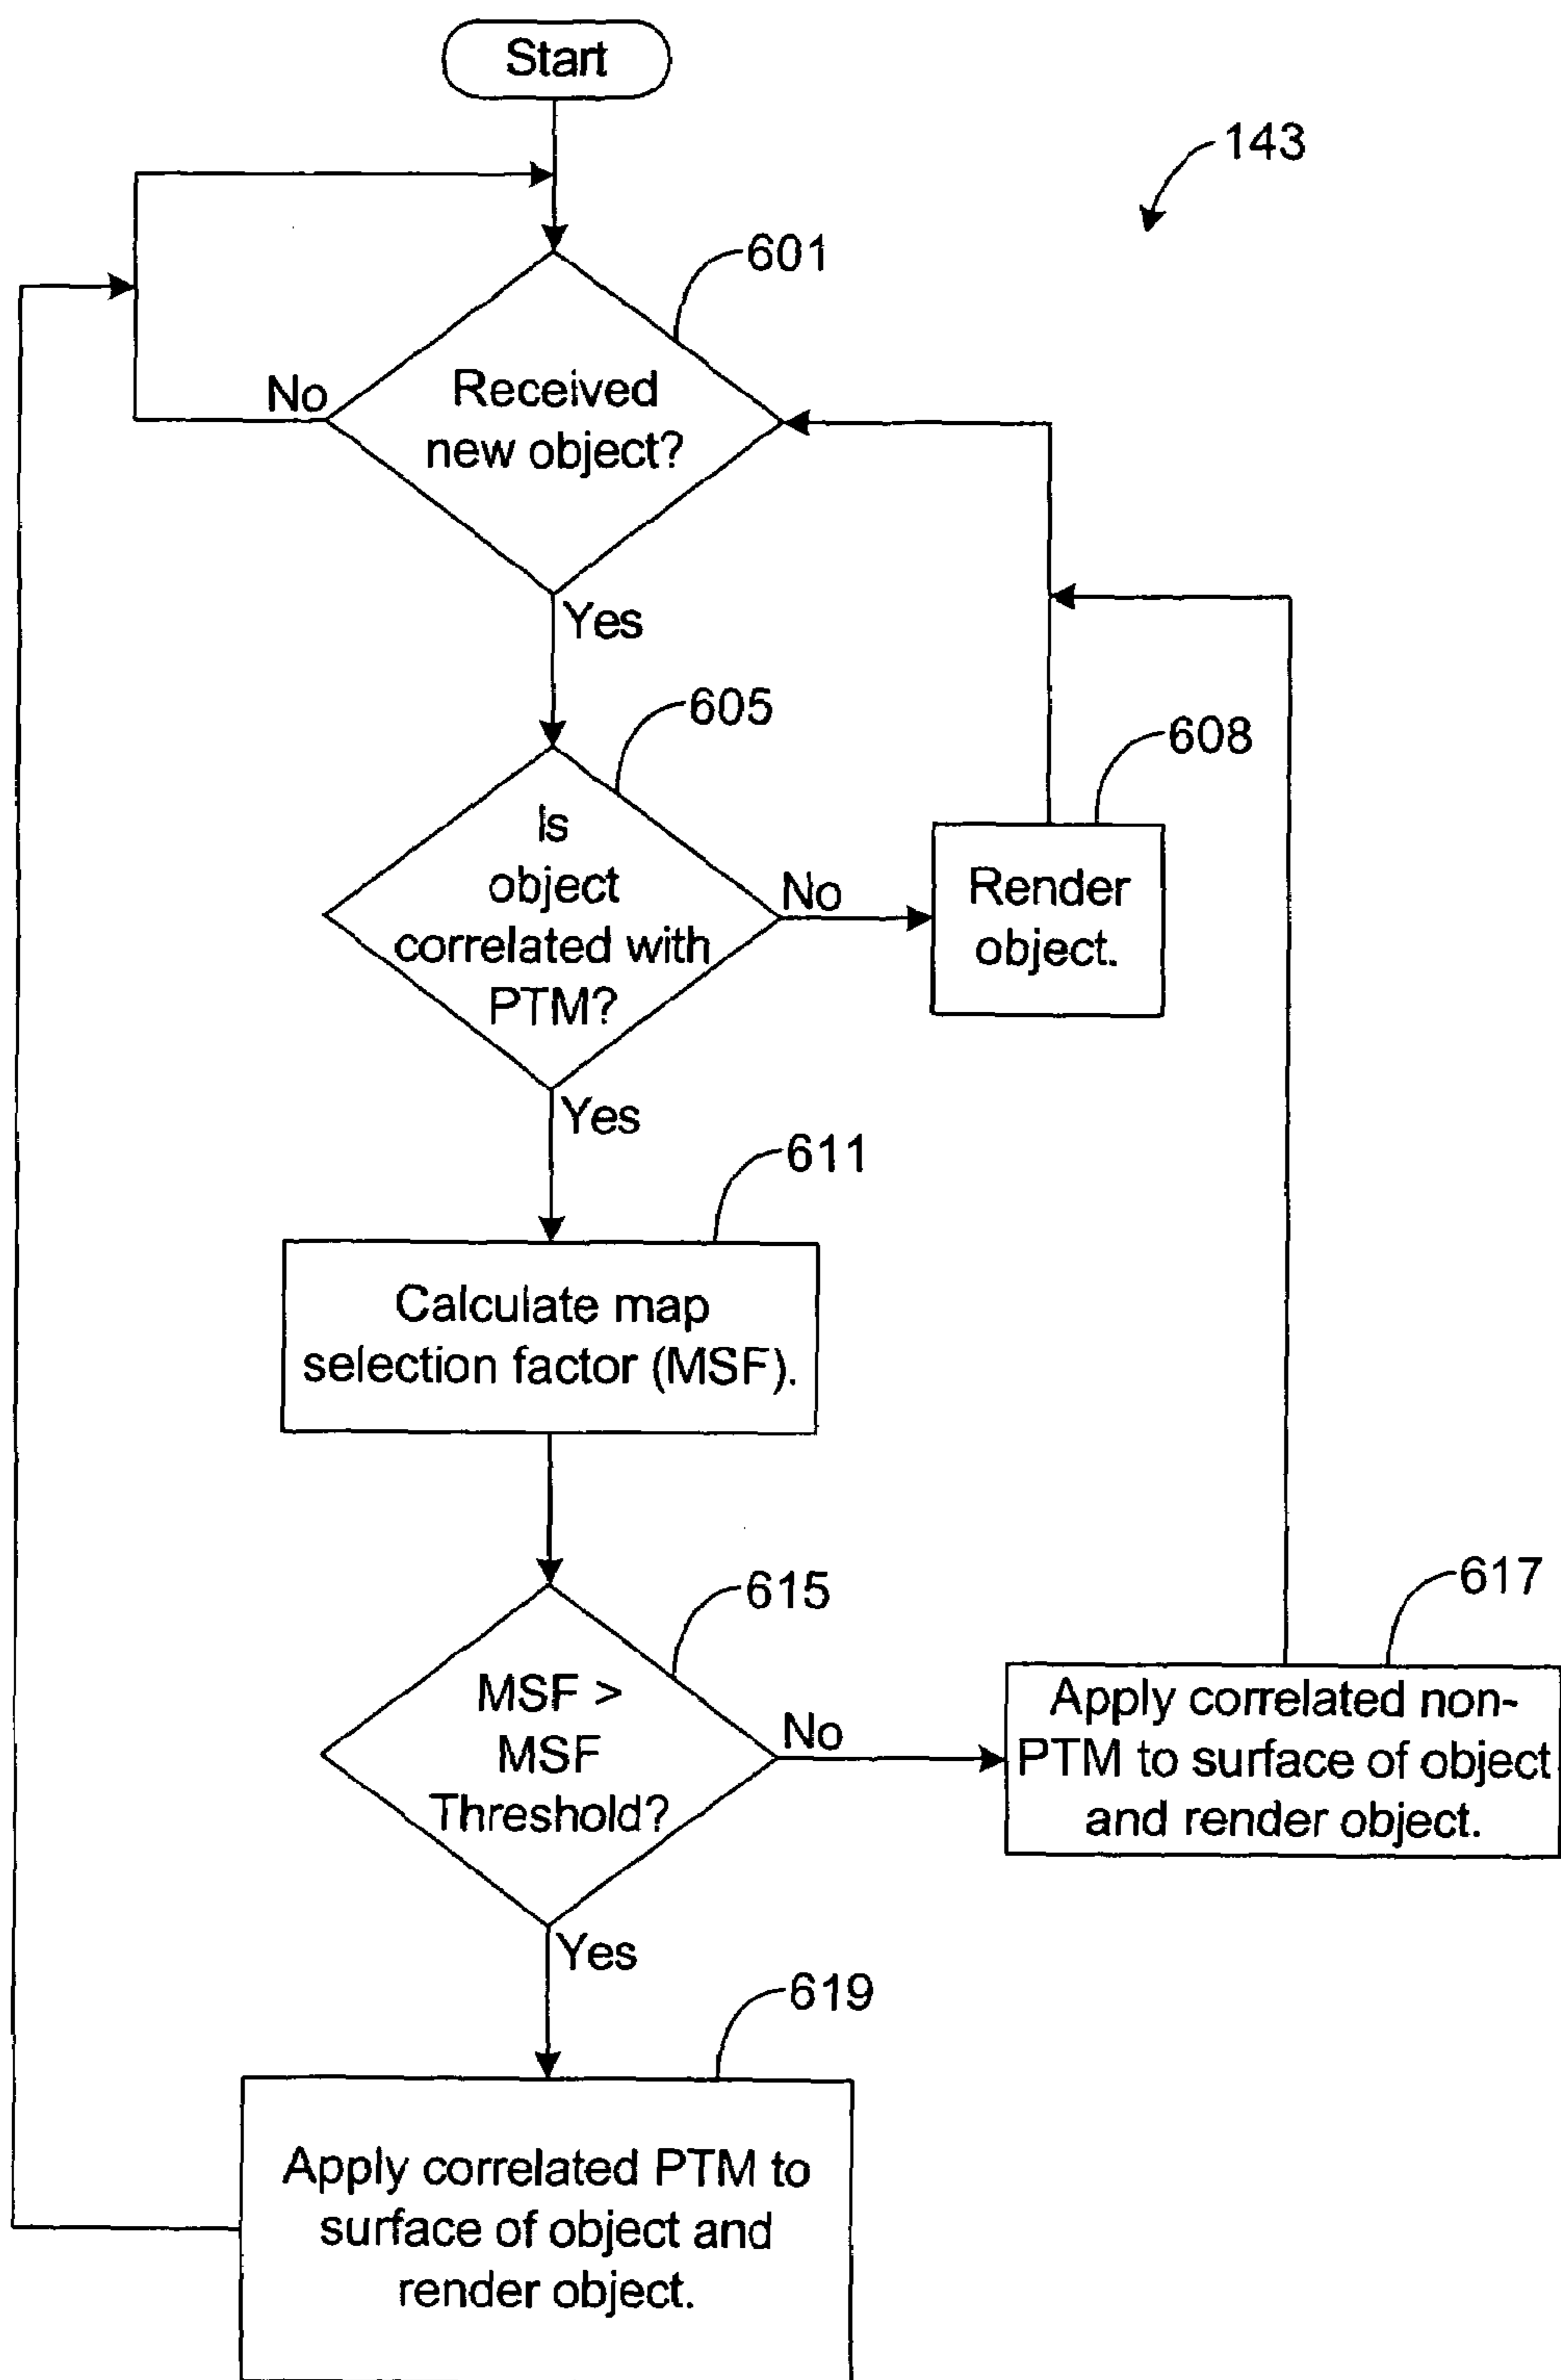 Start
143
601
Received
new object?
No
Yes
605
608
Is
object
correlated with
PTM?
No
Render
object.
Yes
611
Calculate map
selection factor (MSF).
615
617
MSF >
MSF
Threshold?
No
Apply correlated non-
PTM to surface of object
and render object.
Yes
619
Apply correlated PTM to
surface of object and
render object.